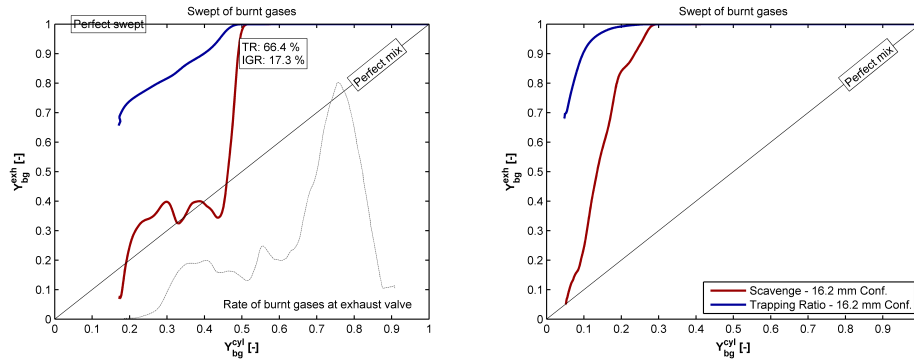 Swept of burnt gases
Perfect swept
TR: 66.4 %
IGR: 17.3 %
Perfect mix
Rate of burnt gases at exhaust valve
1
0.9
0.8
0.7
0.6
0.5
0.4
0.3
0.2
0.1
0
Y_bg^exh [-]
0 0.1 0.2 0.3 0.4 0.5 0.6 0.7 0.8 0.9 1
Y_bg^cyl [-]
Swept of burnt gases
Perfect mix
1
0.9
0.8
0.7
0.6
0.5
0.4
0.3
0.2
0.1
0
Y_bg^exh [-]
Scavenge - 16.2 mm Conf.
Trapping Ratio - 16.2 mm Conf.
0 0.1 0.2 0.3 0.4 0.5 0.6 0.7 0.8 0.9
Y_bg^cyl [-]